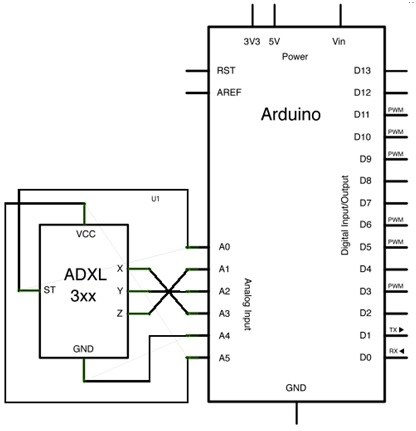 3V3 5V Vin
Power
RST D13
AREF D12
Arduino D11 PWM
D10 PWM
D9 PWM
D8
D7
Digital Input/Output
U1
D6 PWM
VCC
A0 D5 PWM
ADXL
3xx
X A1 D4
ST Y A2 D3 PWM
Z A3 D2
Analog Input
GND A4 D1 TX
A5 D0 RX
GND